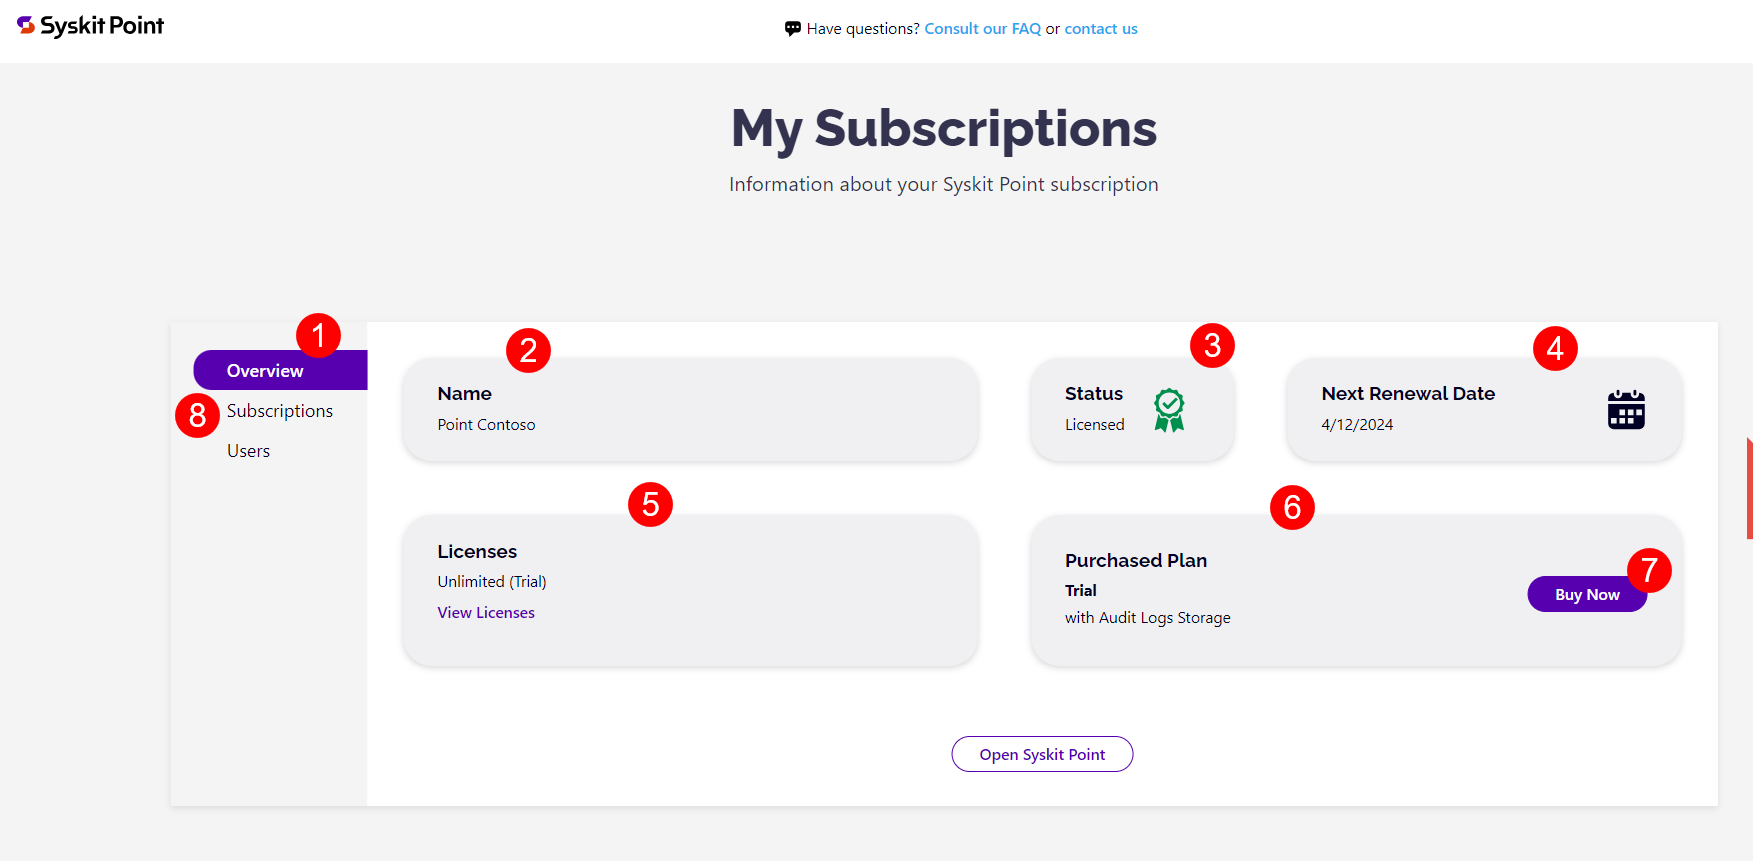 Syskit Point
Have questions? Consult our FAQ or contact us
My Subscriptions
Information about your Syskit Point subscription
1
Overview
8
Subscriptions
Users
2
Name
Point Contoso
3
Status
Licensed
4
Next Renewal Date
4/12/2024
5
Licenses
Unlimited (Trial)
View Licenses
6
Purchased Plan
Trial
with Audit Logs Storage
7
Buy Now
Open Syskit Point